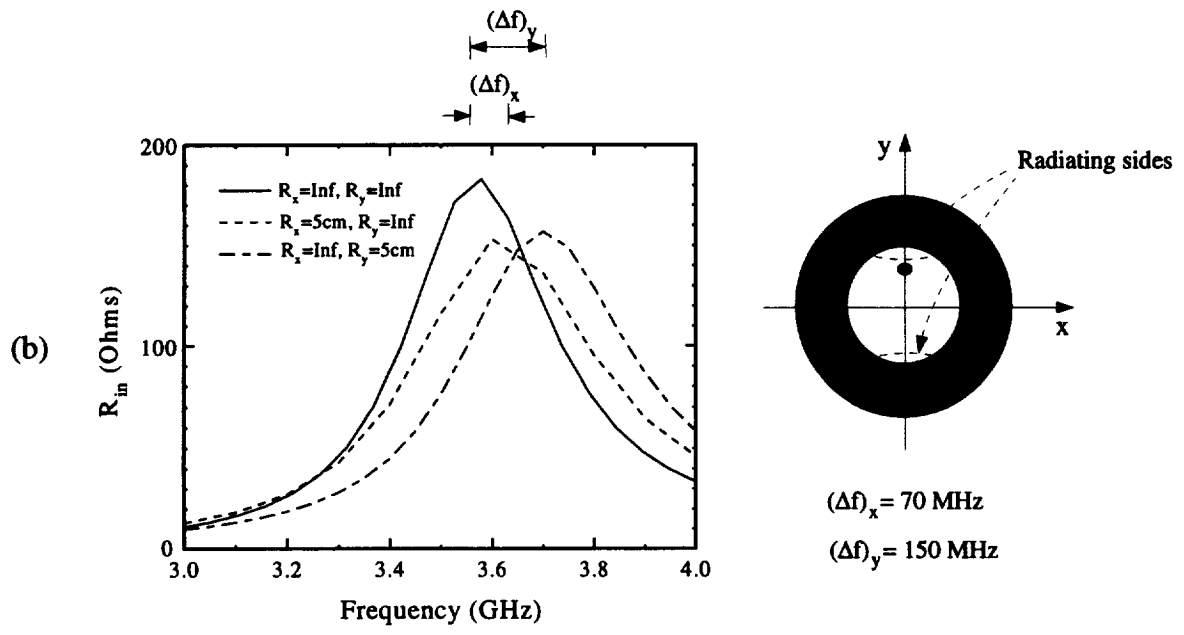 (Δf)y
(Δf)x
200
100
0
3.0 3.2 3.4 3.6 3.8 4.0
Rin (Ohms)
Frequency (GHz)
Rx=Inf, Ry=Inf
Rx=5cm, Ry=Inf
Rx=Inf, Ry=5cm
(b)
y
x
Radiating sides
(Δf)x= 70 MHz
(Δf)y= 150 MHz